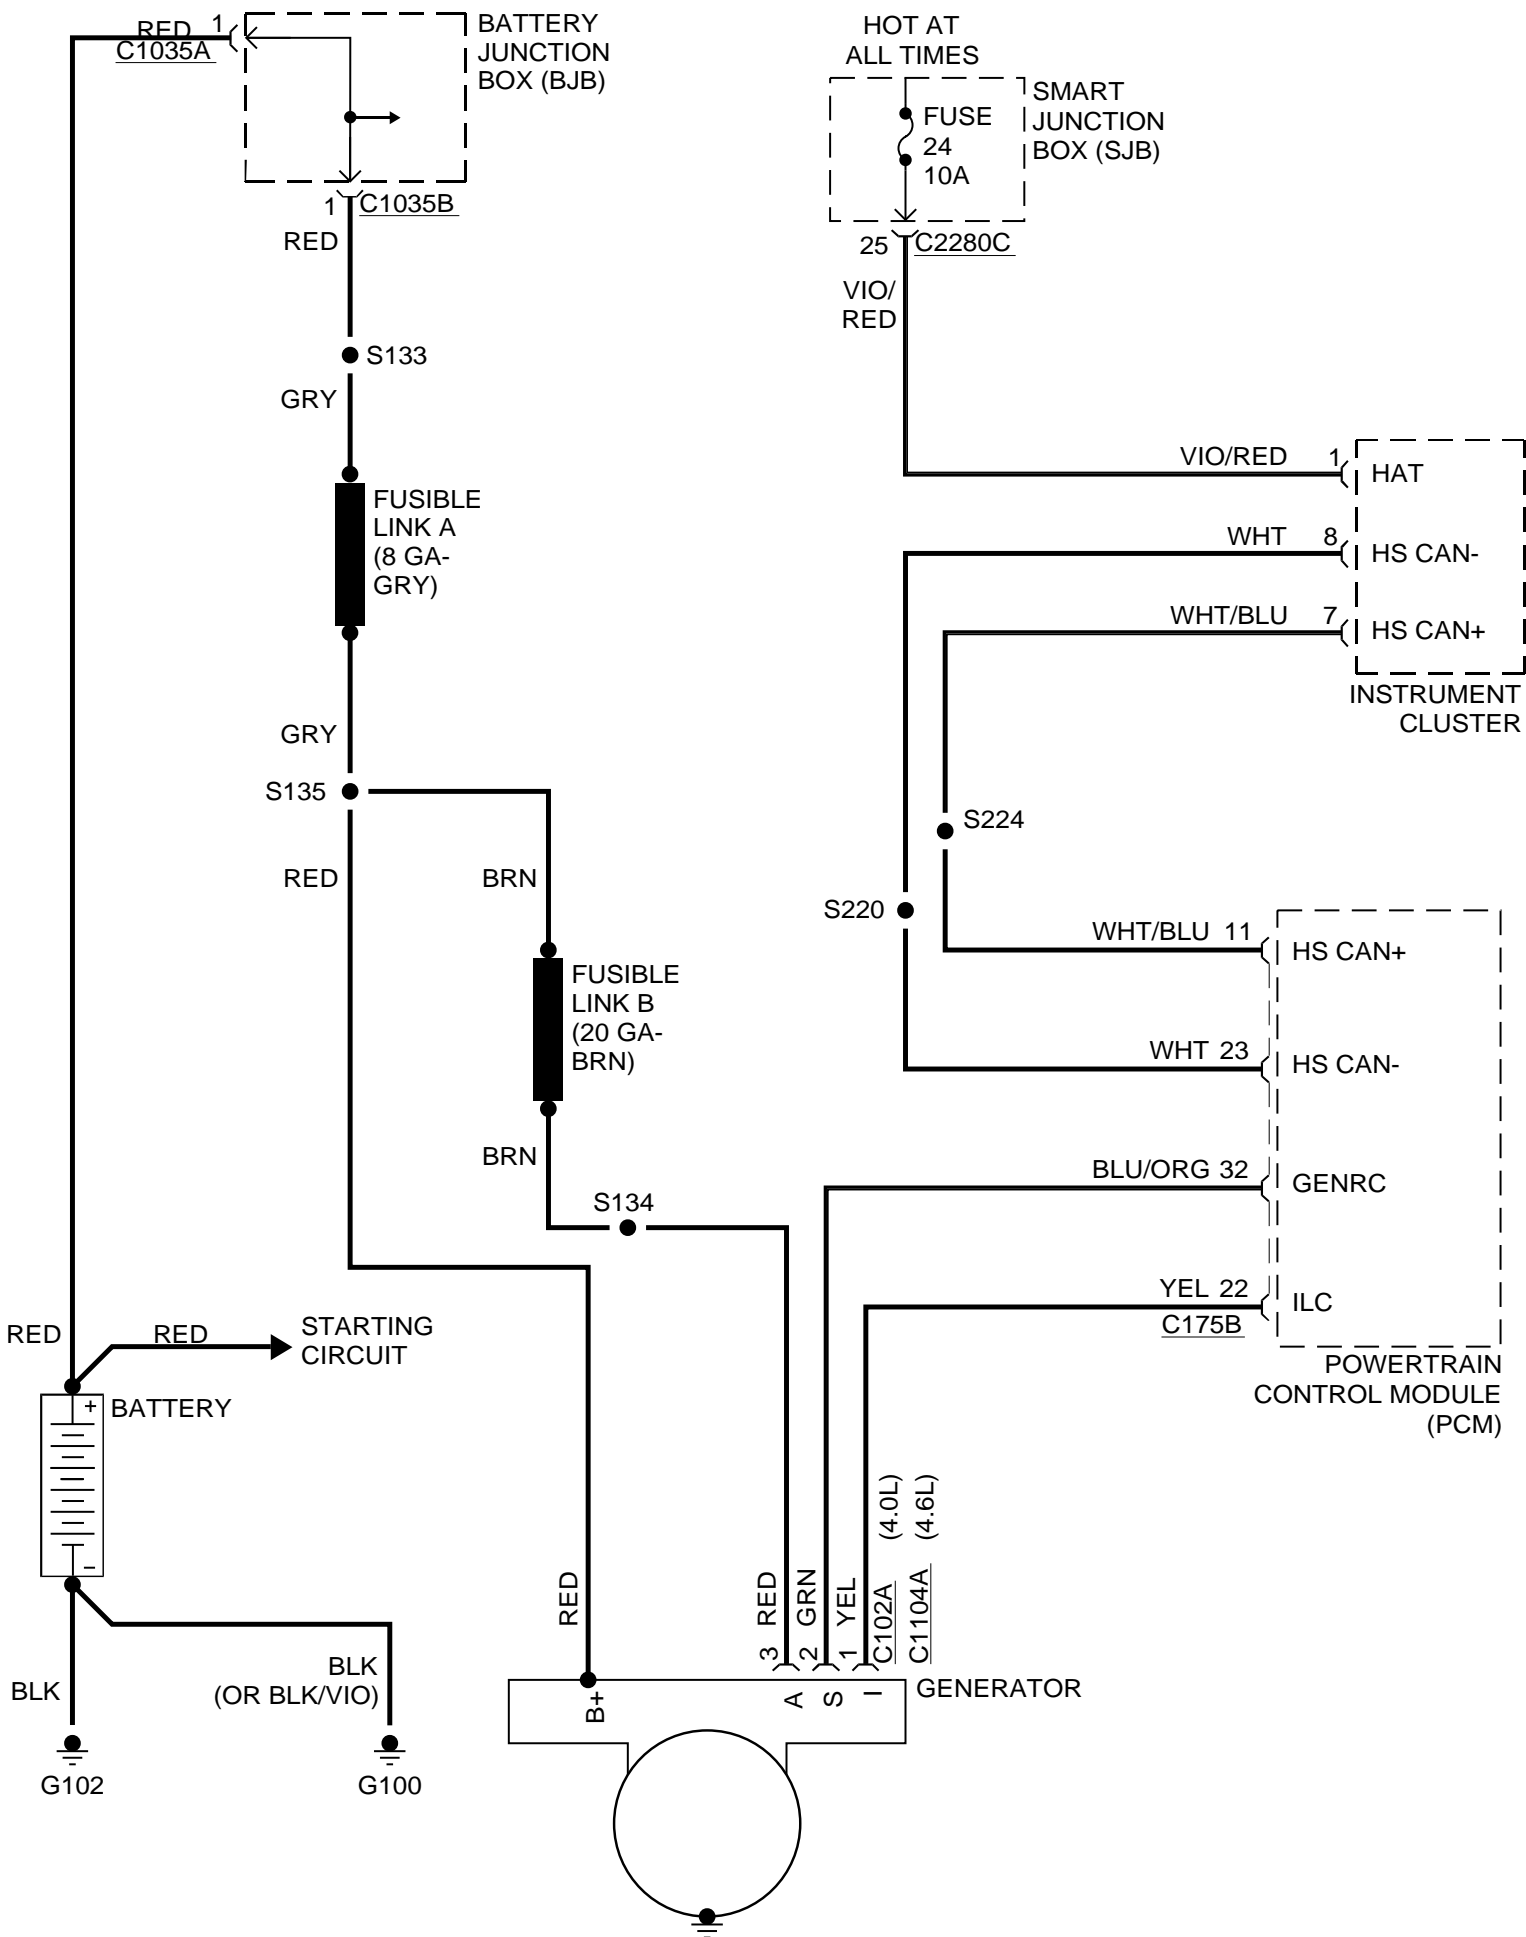 RED 1
C1035A
BATTERY
JUNCTION
BOX (BJB)
1 C1035B
RED
S133
GRY
FUSIBLE
LINK A
(8 GA-
GRY)
GRY
S135
RED
BRN
FUSIBLE
LINK B
(20 GA-
BRN)
BRN
S134
HOT AT
ALL TIMES
FUSE
24
10A
SMART
JUNCTION
BOX (SJB)
25 C2280C
VIO/
RED
VIO/RED 1 HAT
WHT 8 HS CAN-
WHT/BLU 7 HS CAN+
INSTRUMENT
CLUSTER
S224
S220
WHT/BLU 11 HS CAN+
WHT 23 HS CAN-
BLU/ORG 32 GENRC
YEL 22 ILC
C175B
POWERTRAIN
CONTROL MODULE
(PCM)
RED
RED
STARTING
CIRCUIT
+
BATTERY
–
BLK
BLK
(OR BLK/VIO)
G102
G100
RED
RED
GRN
YEL
C102A (4.0L)
C1104A (4.6L)
3
2
1
B+
A
S
I
GENERATOR